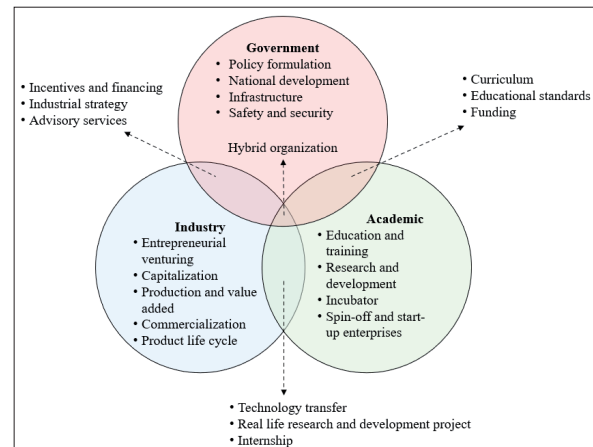 Government
• Policy formulation
• National development
• Infrastructure
• Safety and security
• Incentives and financing
• Industrial strategy
• Advisory services
• Curriculum
• Educational standards
• Funding
Hybrid organization
Industry
• Entrepreneurial
venturing
• Capitalization
• Production and value
added
• Commercialization
• Product life cycle
Academic
• Education and
training
• Research and
development
• Incubator
• Spin-off and start-
up enterprises
• Technology transfer
• Real life research and development project
• Internship